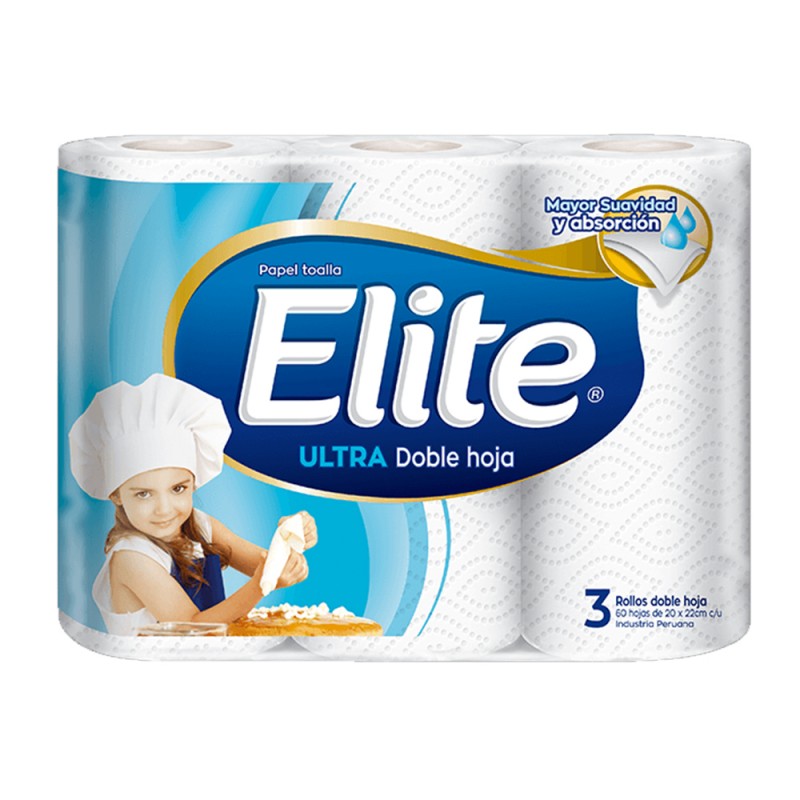 Mayor Suavidad
y absorción
Papel toalla
Elite®
ULTRA Doble hoja
3 Rollos doble hoja
60 hojas de 20 x 22cm c/u
Industria Peruana